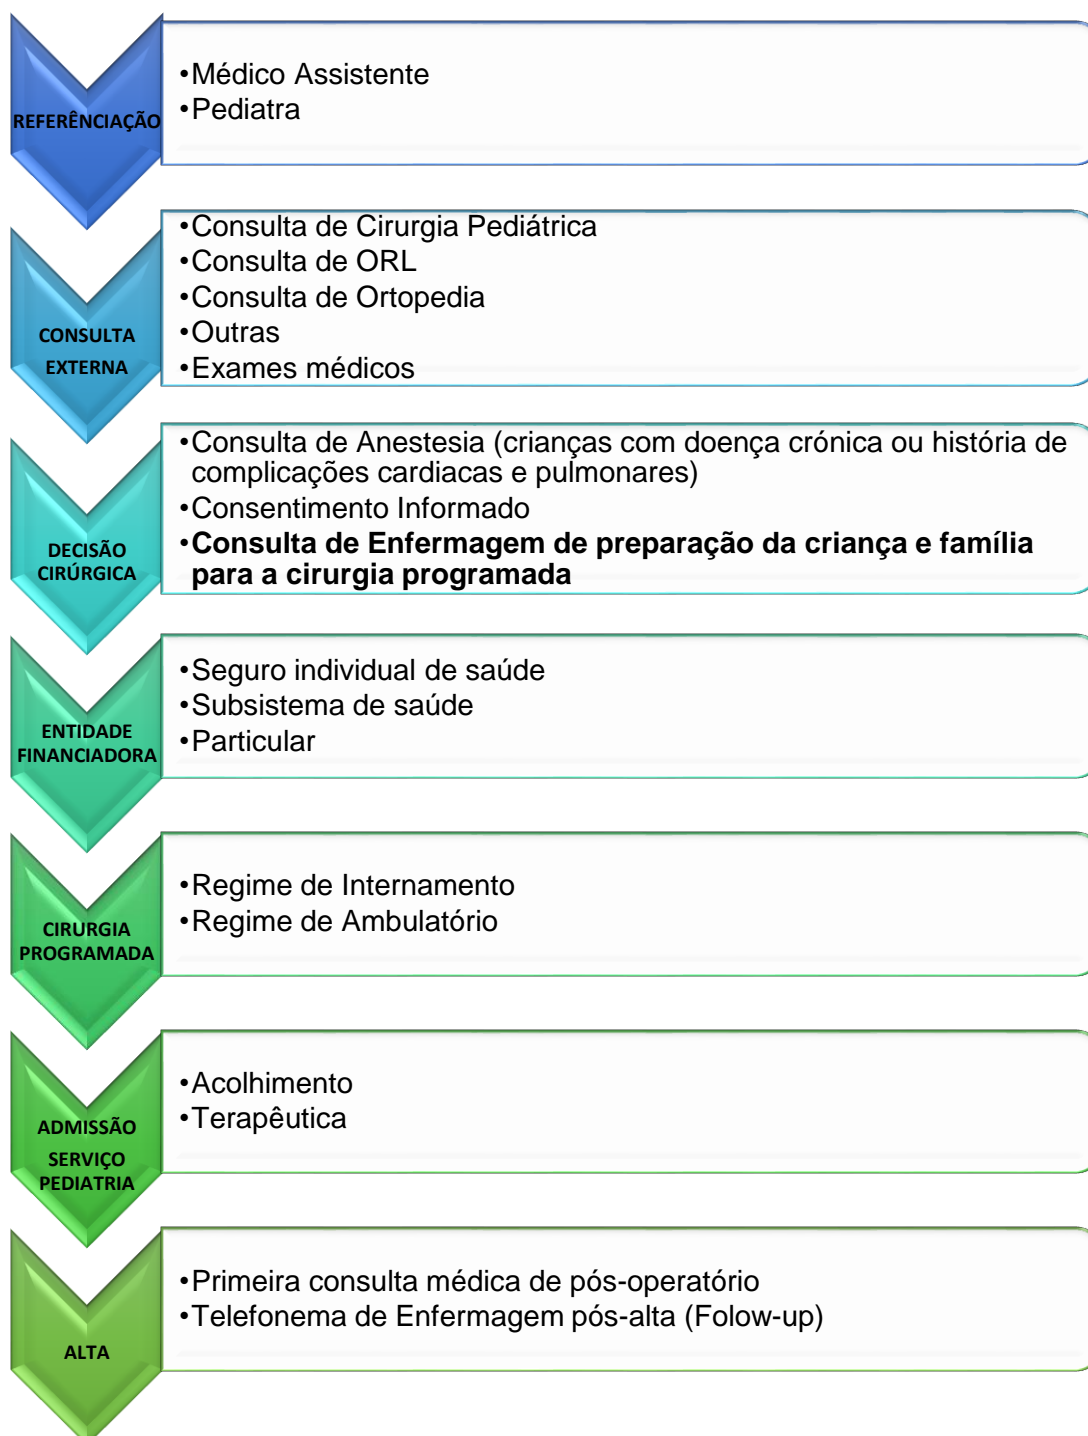 REFERÊNCIAÇÃO
•Médico Assistente
•Pediatra
CONSULTA
EXTERNA
•Consulta de Cirurgia Pediátrica
•Consulta de ORL
•Consulta de Ortopedia
•Outras
•Exames médicos
DECISÃO
CIRÚRGICA
•Consulta de Anestesia (crianças com doença crónica ou história de
complicações cardiacas e pulmonares)
•Consentimento Informado
•Consulta de Enfermagem de preparação da criança e família
para a cirurgia programada
ENTIDADE
FINANCIADORA
•Seguro individual de saúde
•Subsistema de saúde
•Particular
CIRURGIA
PROGRAMADA
•Regime de Internamento
•Regime de Ambulatório
ADMISSÃO
SERVIÇO
PEDIATRIA
•Acolhimento
•Terapêutica
ALTA
•Primeira consulta médica de pós-operatório
•Telefonema de Enfermagem pós-alta (Folow-up)